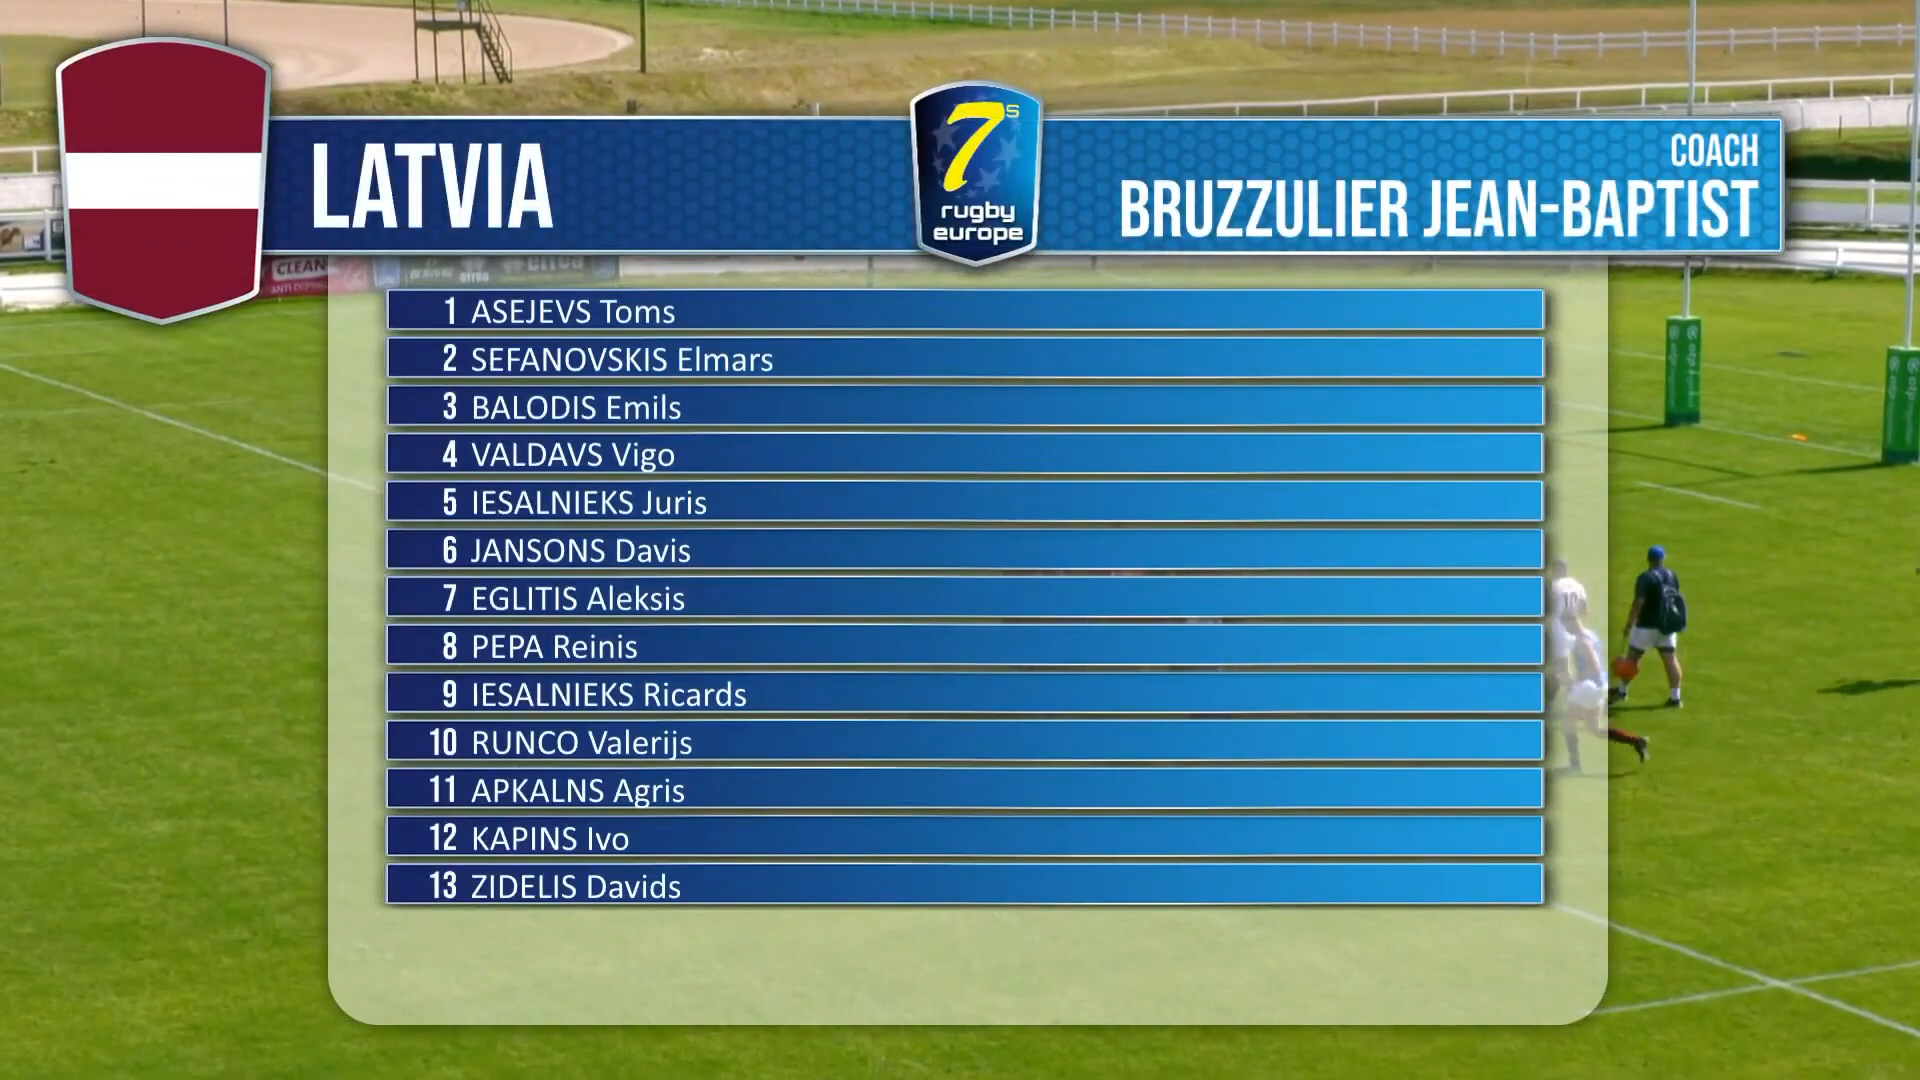 LATVIA
7s
rugby
europe
COACH
BRUZZULIER JEAN-BAPTIST
CLEAN
1 ASEJEVS Toms
2 SEFANOVSKIS Elmars
3 BALODIS Emils
4 VALDAVS Vigo
5 IESALNIEKS Juris
6 JANSONS Davis
7 EGLITIS Aleksis
8 PEPA Reinis
9 IESALNIEKS Ricards
10 RUNCO Valerijs
11 APKALNS Agris
12 KAPINS Ivo
13 ZIDELIS Davids
10